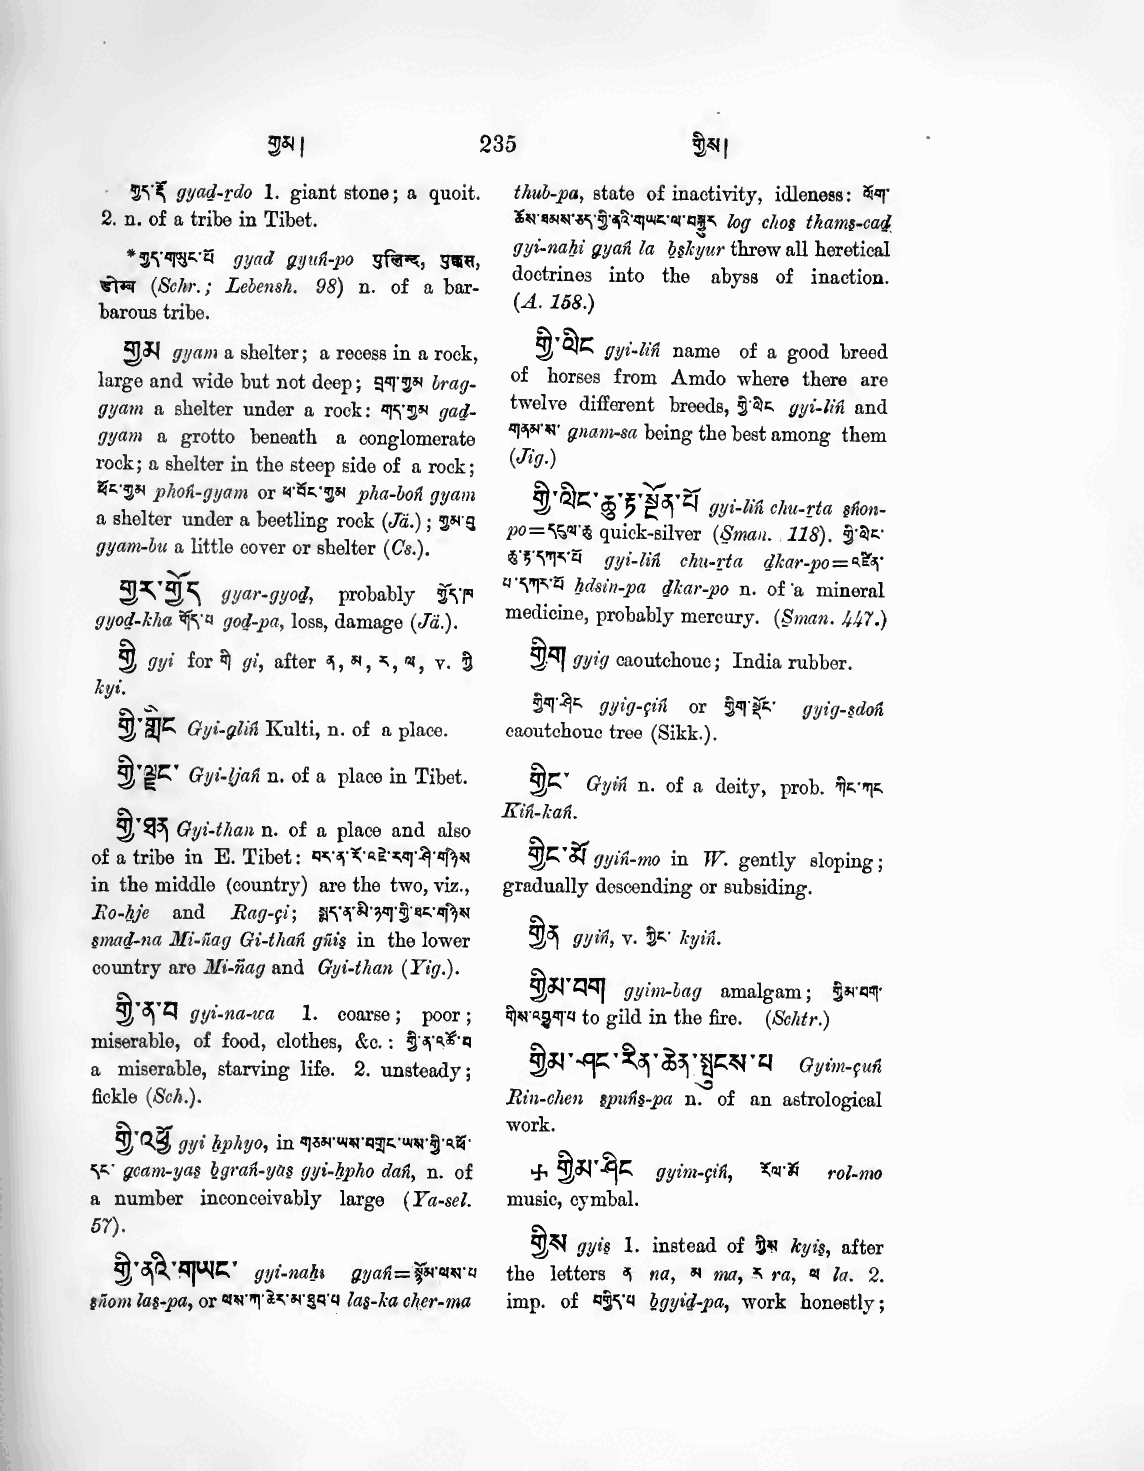 གྱམ། 235 གྱིས།
གྱད་རྡོ gyad-rdo 1. giant stone; a quoit.
2. n. of a tribe in Tibet.
*གྱད་གཡུང་པོ gyad gyuṅ-po पुलिन्द, पुक्कस,
डोम्ब (Schr.; Lebensh. 98) n. of a bar-
barous tribe.
གྱམ gyam a shelter; a recess in a rock,
large and wide but not deep; བྲག་གྱམ brag-
gyam a shelter under a rock: གད་གྱམ gad-
gyam a grotto beneath a conglomerate
rock; a shelter in the steep side of a rock;
ཕོང་གྱམ phoṅ-gyam or ཕ་བོང་གྱམ pha-boṅ gyam
a shelter under a beetling rock (Jä.); གྱམ་བུ
gyam-bu a little cover or shelter (Cs.).
གྱར་གྱོད gyar-gyod, probably གྱོད་ཁ
gyod-kha གོད་པ god-pa, loss, damage (Jä.).
གྱི gyi for གི gi, after ན, མ, ར, ལ, v. ཀྱི
kyi.
གྱི་གླིང Gyi-gliṅ Kulti, n. of a place.
གྱི་ལྗང་ Gyi-ljaṅ n. of a place in Tibet.
གྱི་ཐན Gyi-than n. of a place and also
of a tribe in E. Tibet: བར་ན་རོ་འཇེ་རག་ཤི་གཉིས
in the middle (country) are the two, viz.,
Ro-ḥje and Rag-çi; སྨད་ན་མི་ཉག་གྱི་ཐང་གཉིས
smad-na Mi-ñag Gi-thaṅ gñis in the lower
country are Mi-ñag and Gyi-than (Yig.).
གྱི་ན་བ gyi-na-wa 1. coarse; poor;
miserable, of food, clothes, &c.: གྱི་ན་འཚོ་བ
a miserable, starving life. 2. unsteady;
fickle (Sch.).
གྱི་འཕྱོ gyi ḥphyo, in གཅམ་ཡས་བགྲང་ཡས་གྱི་འཕོ་
དང་ gcam-yas bgraṅ-yas gyi-ḥpho daṅ, n. of
a number inconceivably large (Ya-sel.
57).
གྱི་ནའི་གཡང་ gyi-naḥi gyaṅ=སྙོམ་ལས་པ
sñom las-pa, or ལས་ཀ་ཆེར་མ་ཐུབ་པ las-ka cher-ma
thub-pa, state of inactivity, idleness: ལོག་
ཆོས་ཐམས་ཅད་གྱི་ནའི་གཡང་ལ་བསྐྱུར log chos thams-cad
gyi-naḥi gyaṅ la bskyur threw all heretical
doctrines into the abyss of inaction.
(A. 158.)
གྱི་ལིང gyi-liṅ name of a good breed
of horses from Amdo where there are
twelve different breeds, གྱི་ལིང gyi-liṅ and
གནམ་ས་ gnam-sa being the best among them
(Jig.)
གྱི་ལིང་ཆུ་རྟ་སྔོན་པོ gyi-liṅ chu-rta sṅon-
po=དངུལ་ཆུ quick-silver (Sman. 118). གྱི་ལིང་
ཆུ་རྟ་དཀར་པོ gyi-liṅ chu-rta dkar-po=འཛིན་
པ་དཀར་པོ ḥdsin-pa dkar-po n. of a mineral
medicine, probably mercury. (Sman. 447.)
གྱིག gyig caoutchouc; India rubber.
གྱིག་ཤིང gyig-çiṅ or གྱིག་སྡོང་ gyig-sdoṅ
caoutchouc tree (Sikk.).
གྱིང་ Gyiṅ n. of a deity, prob. ཀིང་ཀང
Kiṅ-kaṅ.
གྱིང་མོ gyiṅ-mo in W. gently sloping;
gradually descending or subsiding.
གྱིན gyiṅ, v. ཀྱིང་ kyiṅ.
གྱིམ་བག gyim-bag amalgam; གྱིམ་བག་
གིས་བཏུག་པ to gild in the fire. (Schtr.)
གྱིམ་ཤང་རིན་ཆེན་སྤུངས་པ Gyim-çuṅ
Rin-chen spuṅs-pa n. of an astrological
work.
༓ གྱིམ་ཤིང gyim-çiṅ, རོལ་མོ rol-mo
music, cymbal.
གྱིས gyis 1. instead of ཀྱིས kyis, after
the letters ན na, མ ma, ར ra, ལ la. 2.
imp. of བགྱིད་པ bgyid-pa, work honestly;